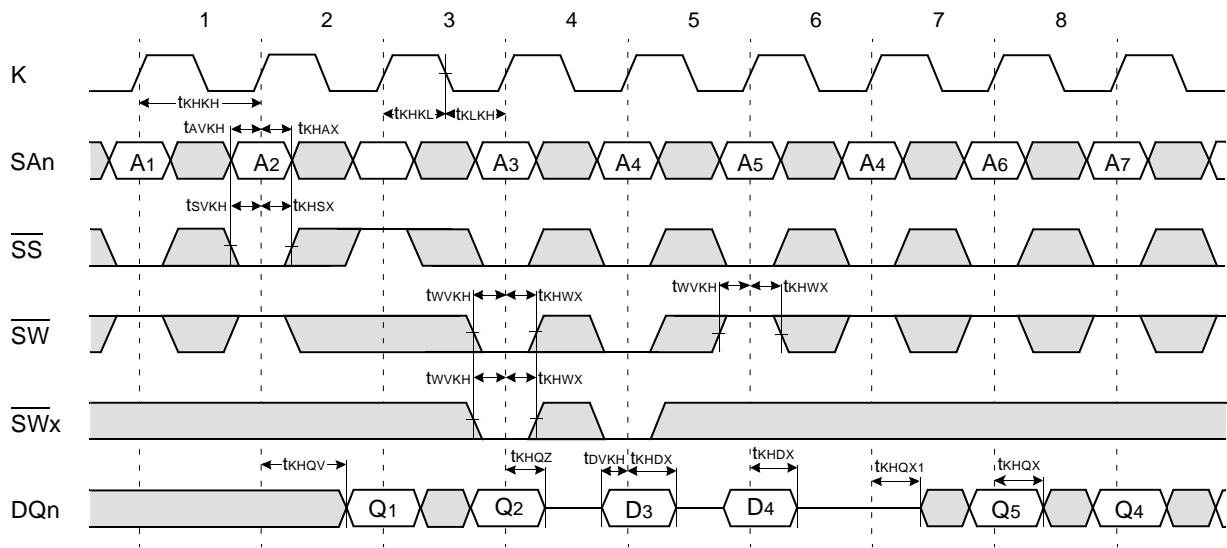 1 2 3 4 5 6 7 8
K
tKHKH tKHKL tKLKH
tAVKH tKHAX
SAn A1 A2 A3 A4 A5 A4 A6 A7
tSVKH tKHSX
SS
tWVKH tKHWX tWVKH tKHWX
SW
tWVKH tKHWX
SWx
tKHQV tKHQZ tDVKH tKHDX tKHDX tKHQX1 tKHQX
DQn Q1 Q2 D3 D4 Q5 Q4